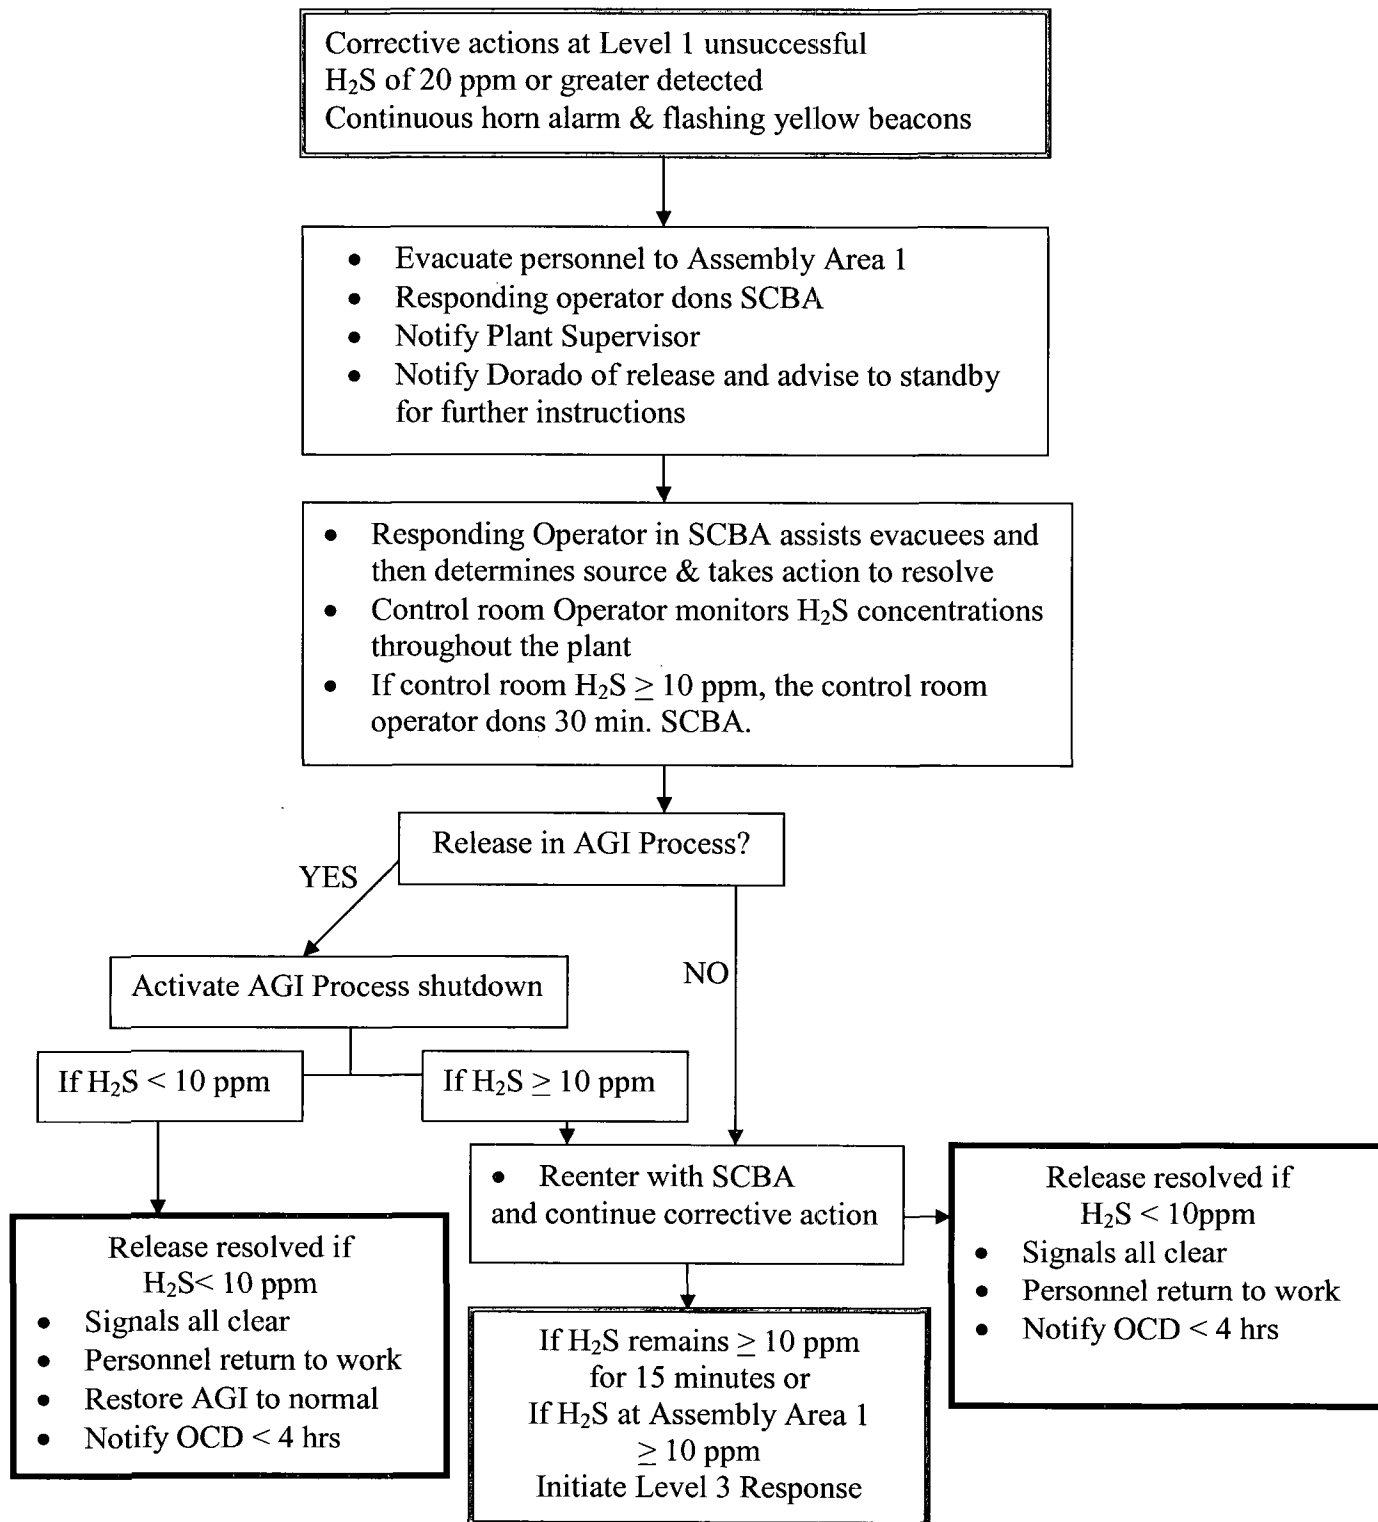 Corrective actions at Level 1 unsuccessful
H₂S of 20 ppm or greater detected
Continuous horn alarm & flashing yellow beacons
• Evacuate personnel to Assembly Area 1
• Responding operator dons SCBA
• Notify Plant Supervisor
• Notify Dorado of release and advise to standby
for further instructions
• Responding Operator in SCBA assists evacuees and
then determines source & takes action to resolve
• Control room Operator monitors H₂S concentrations
throughout the plant
• If control room H₂S ≥ 10 ppm, the control room
operator dons 30 min. SCBA.
Release in AGI Process?
YES
NO
Activate AGI Process shutdown
If H₂S < 10 ppm
If H₂S ≥ 10 ppm
• Reenter with SCBA
and continue corrective action
Release resolved if
H₂S < 10ppm
• Signals all clear
• Personnel return to work
• Notify OCD < 4 hrs
Release resolved if
H₂S< 10 ppm
• Signals all clear
• Personnel return to work
• Restore AGI to normal
• Notify OCD < 4 hrs
If H₂S remains ≥ 10 ppm
for 15 minutes or
If H₂S at Assembly Area 1
≥ 10 ppm
Initiate Level 3 Response